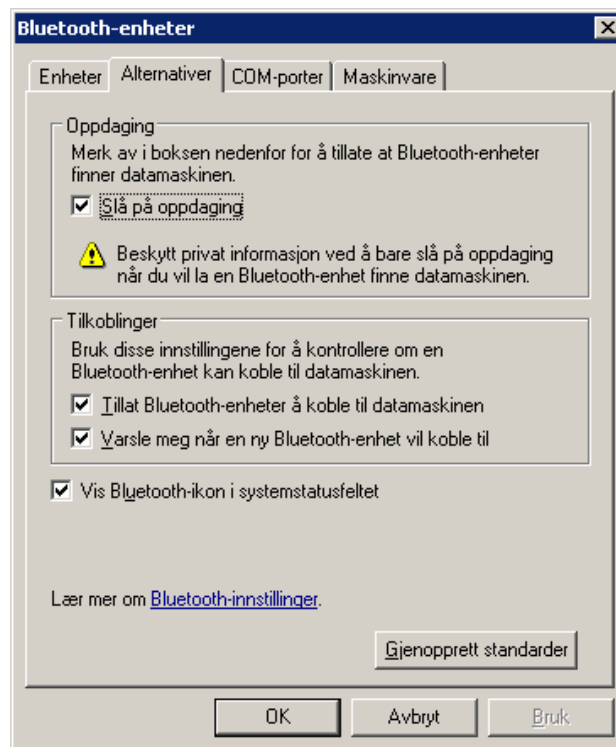 Bluetooth-enheter
Enheter Alternativer COM-porter Maskinvare
Oppdaging
Merk av i boksen nedenfor for å tillate at Bluetooth-enheter
finner datamaskinen.
Slå på oppdaging
Beskytt privat informasjon ved å bare slå på oppdaging
når du vil la en Bluetooth-enhet finne datamaskinen.
Tilkoblinger
Bruk disse innstillingene for å kontrollere om en
Bluetooth-enhet kan koble til datamaskinen.
Tillat Bluetooth-enheter å koble til datamaskinen
Varsle meg når en ny Bluetooth-enhet vil koble til
Vis Bluetooth-ikon i systemstatusfeltet
Lær mer om Bluetooth-innstillinger.
Gjenopprett standarder
OK Avbryt Bruk